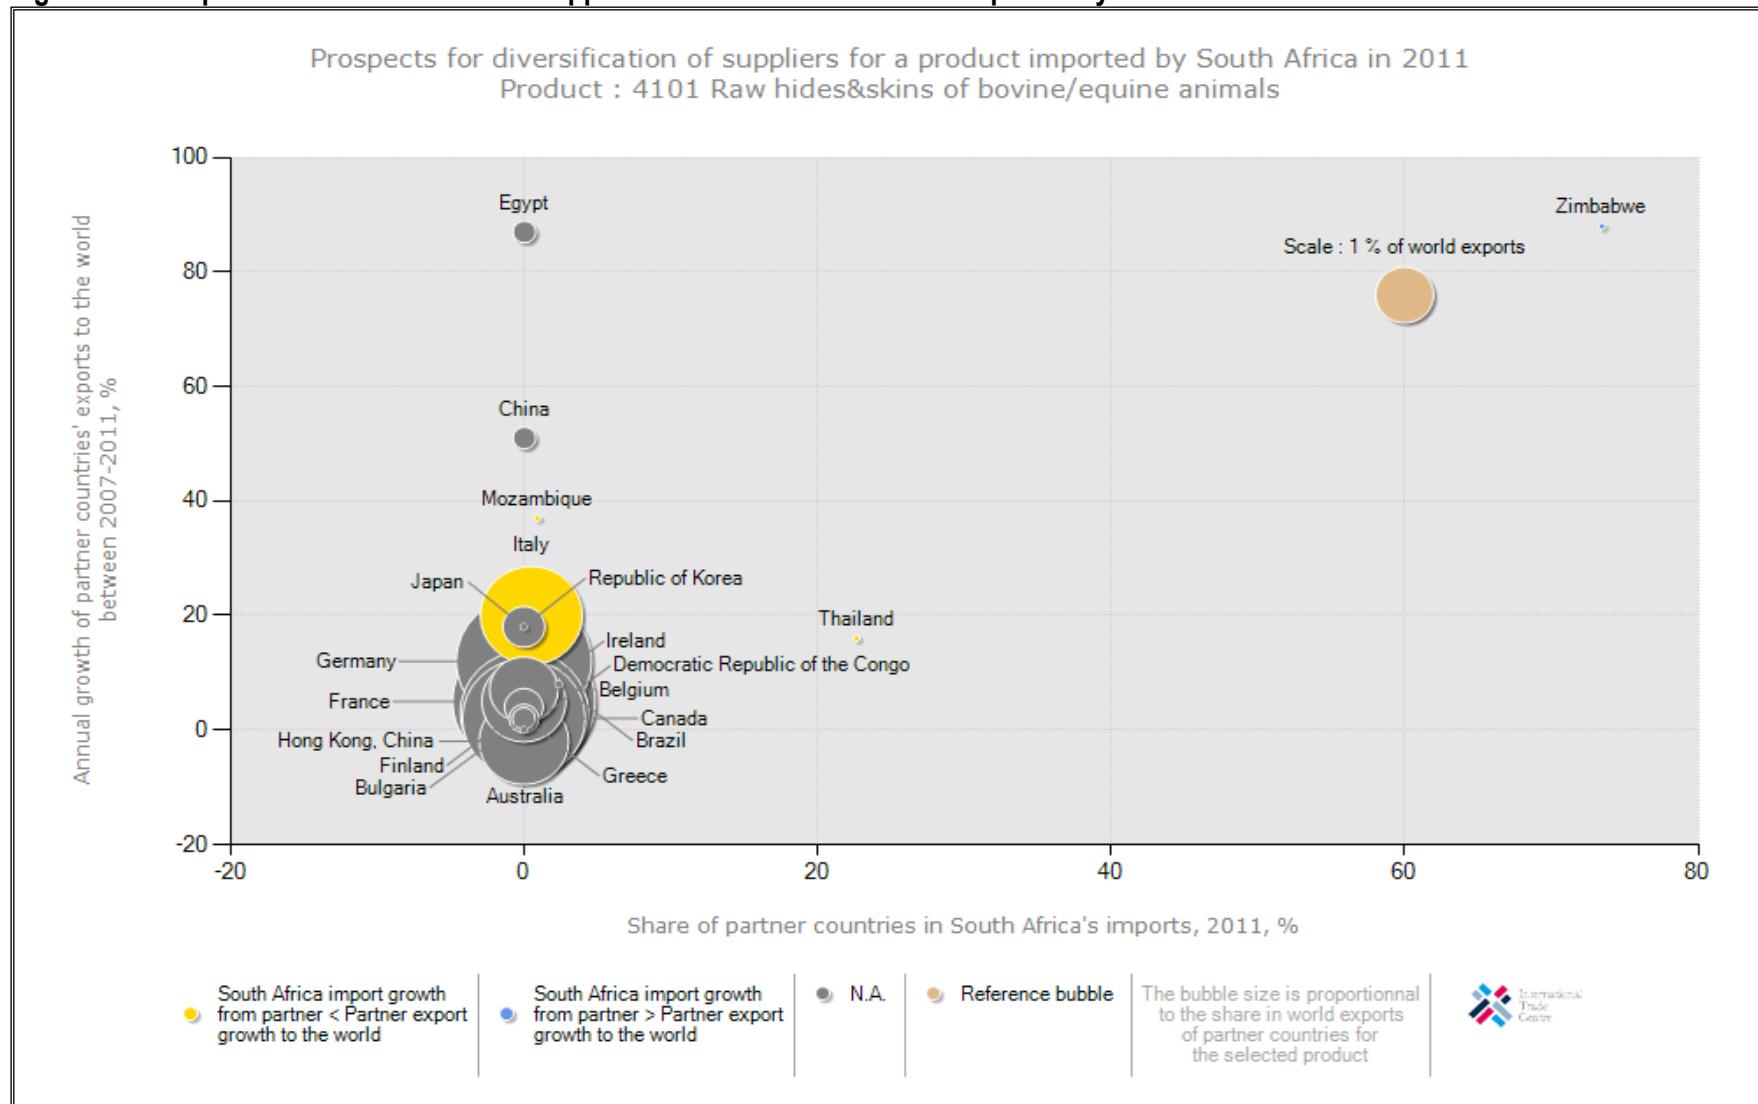 Prospects for diversification of suppliers for a product imported by South Africa in 2011
Product : 4101 Raw hides&skins of bovine/equine animals
Annual growth of partner countries' exports to the world
between 2007-2011, %
100
80
60
40
20
0
-20
Egypt
Zimbabwe
Scale : 1 % of world exports
China
Mozambique
Italy
Japan
Republic of Korea
Thailand
Ireland
Germany
Democratic Republic of the Congo
Belgium
France
Canada
Hong Kong, China
Brazil
Finland
Greece
Bulgaria
Australia
-20
0
20
40
60
80
Share of partner countries in South Africa's imports, 2011, %
South Africa import growth
from partner < Partner export
growth to the world
South Africa import growth
from partner > Partner export
growth to the world
N.A.
Reference bubble
The bubble size is proportionnal
to the share in world exports
of partner countries for
the selected product
International
Trade
Centre